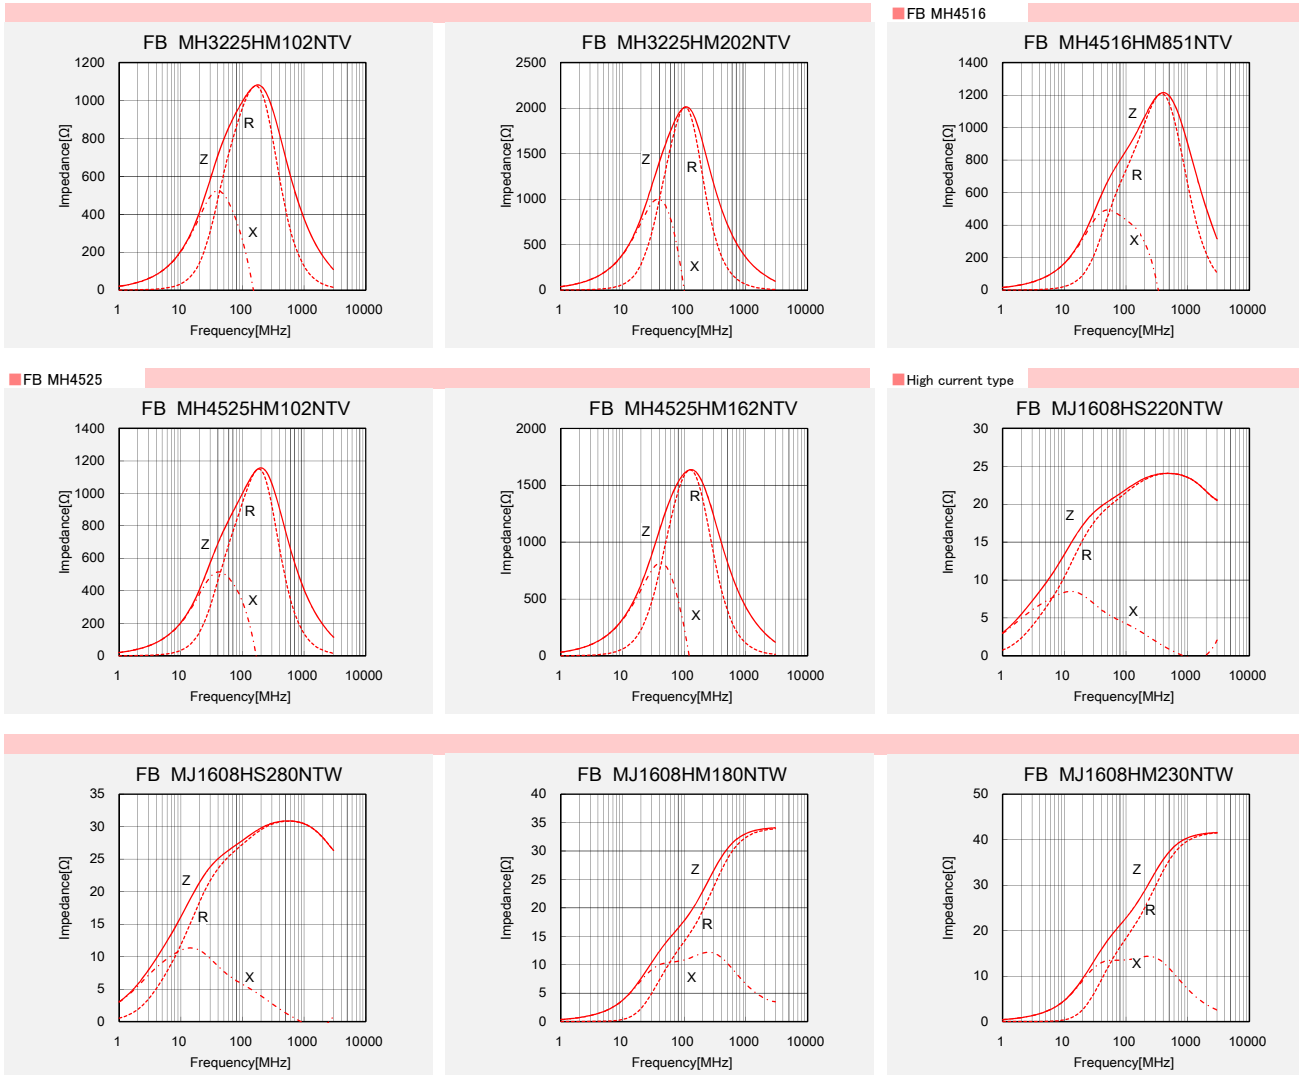 FB MH4516
FB MH3225HM102NTV
1200
1000
800
600
400
200
0
Impedance[Ω]
Z
R
X
1 10 100 1000 10000
Frequency[MHz]
FB MH3225HM202NTV
2500
2000
1500
1000
500
0
Impedance[Ω]
Z
R
X
1 10 100 1000 10000
Frequency[MHz]
FB MH4516HM851NTV
1400
1200
1000
800
600
400
200
0
Impedance[Ω]
Z
R
X
1 10 100 1000 10000
Frequency[MHz]
FB MH4525
High current type
FB MH4525HM102NTV
1400
1200
1000
800
600
400
200
0
Impedance[Ω]
R
Z
X
1 10 100 1000 10000
Frequency[MHz]
FB MH4525HM162NTV
2000
1500
1000
500
0
Impedance[Ω]
R
Z
X
1 10 100 1000 10000
Frequency[MHz]
FB MJ1608HS220NTW
30
25
20
15
10
5
0
Impedance[Ω]
Z
R
X
1 10 100 1000 10000
Frequency[MHz]
FB MJ1608HS280NTW
35
30
25
20
15
10
5
0
Impedance[Ω]
Z
R
X
1 10 100 1000 10000
Frequency[MHz]
FB MJ1608HM180NTW
40
35
30
25
20
15
10
5
0
Impedance[Ω]
Z
R
X
1 10 100 1000 10000
Frequency[MHz]
FB MJ1608HM230NTW
50
40
30
20
10
0
Impedance[Ω]
Z
R
X
1 10 100 1000 10000
Frequency[MHz]